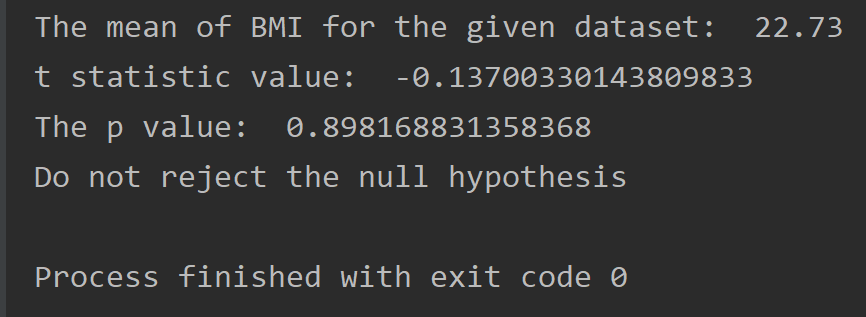 The mean of BMI for the given dataset:  22.73
t statistic value:  -0.13700330143809833
The p value:  0.898168831358368
Do not reject the null hypothesis
Process finished with exit code 0